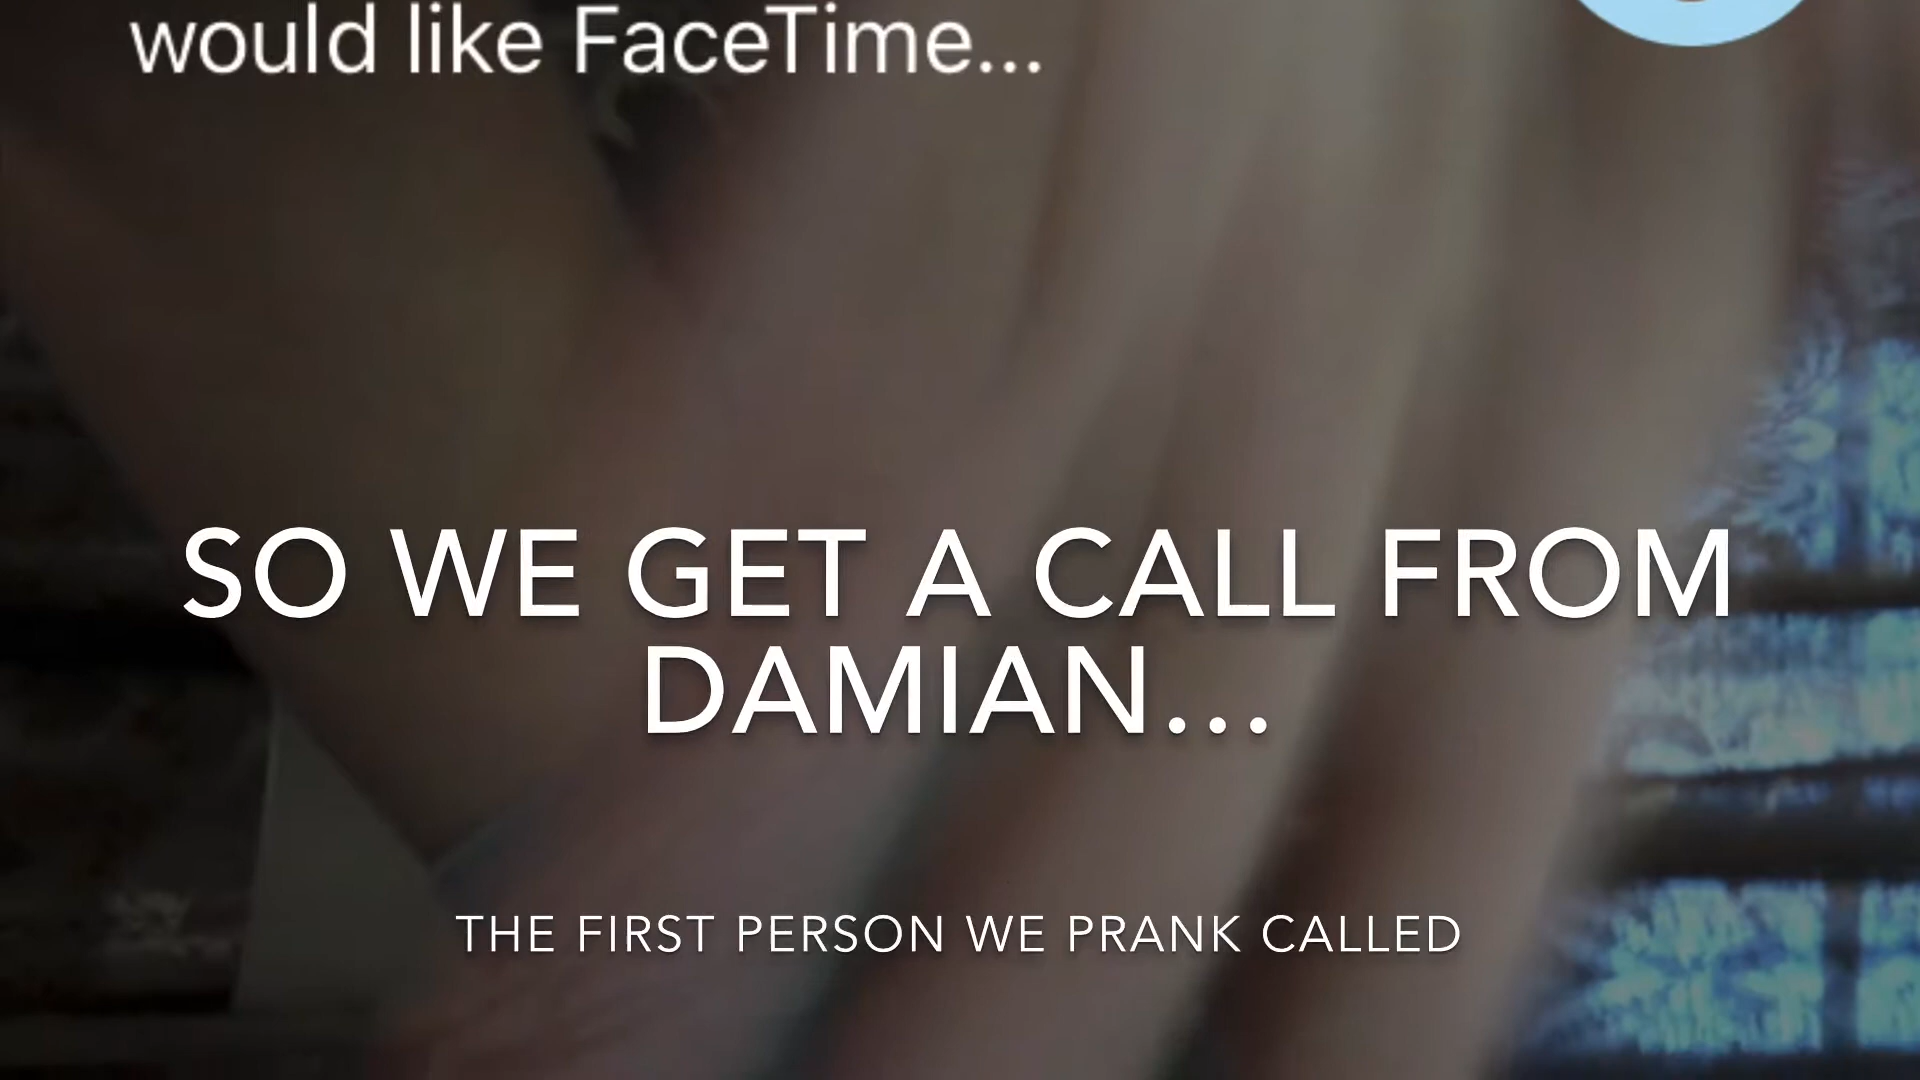 would like FaceTime...
SO WE GET A CALL FROM
DAMIAN...
THE FIRST PERSON WE PRANK CALLED